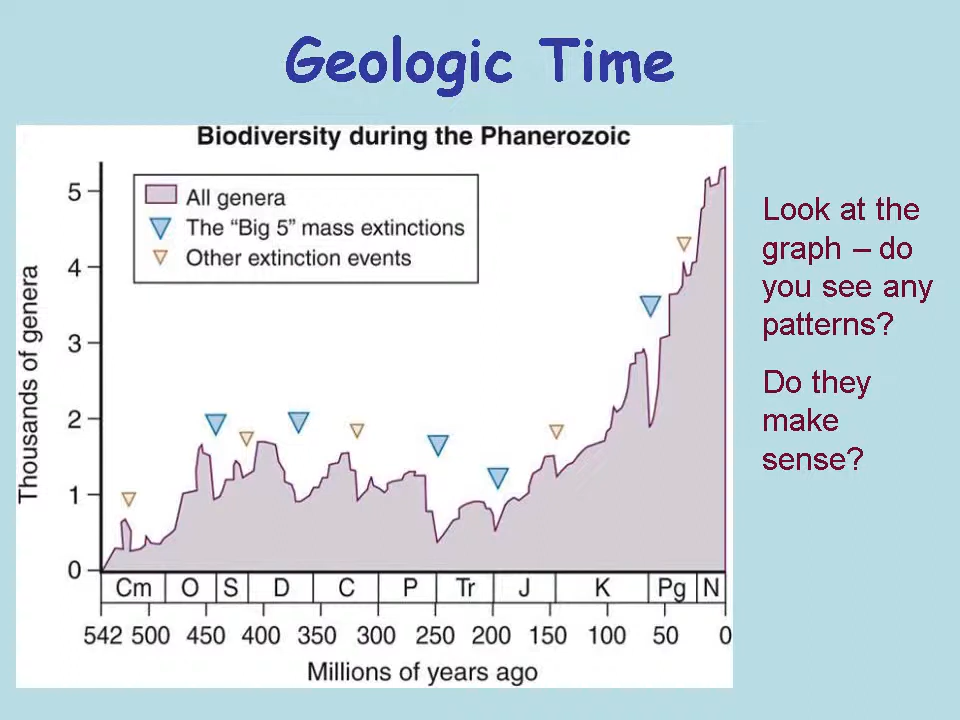 Geologic Time
Biodiversity during the Phanerozoic
All genera
The “Big 5” mass extinctions
Other extinction events
Thousands of genera
5
4
3
2
1
0
Cm O S D C P Tr J K Pg N
542 500 450 400 350 300 250 200 150 100 50 0
Millions of years ago
Look at the
graph – do
you see any
patterns?
Do they
make
sense?